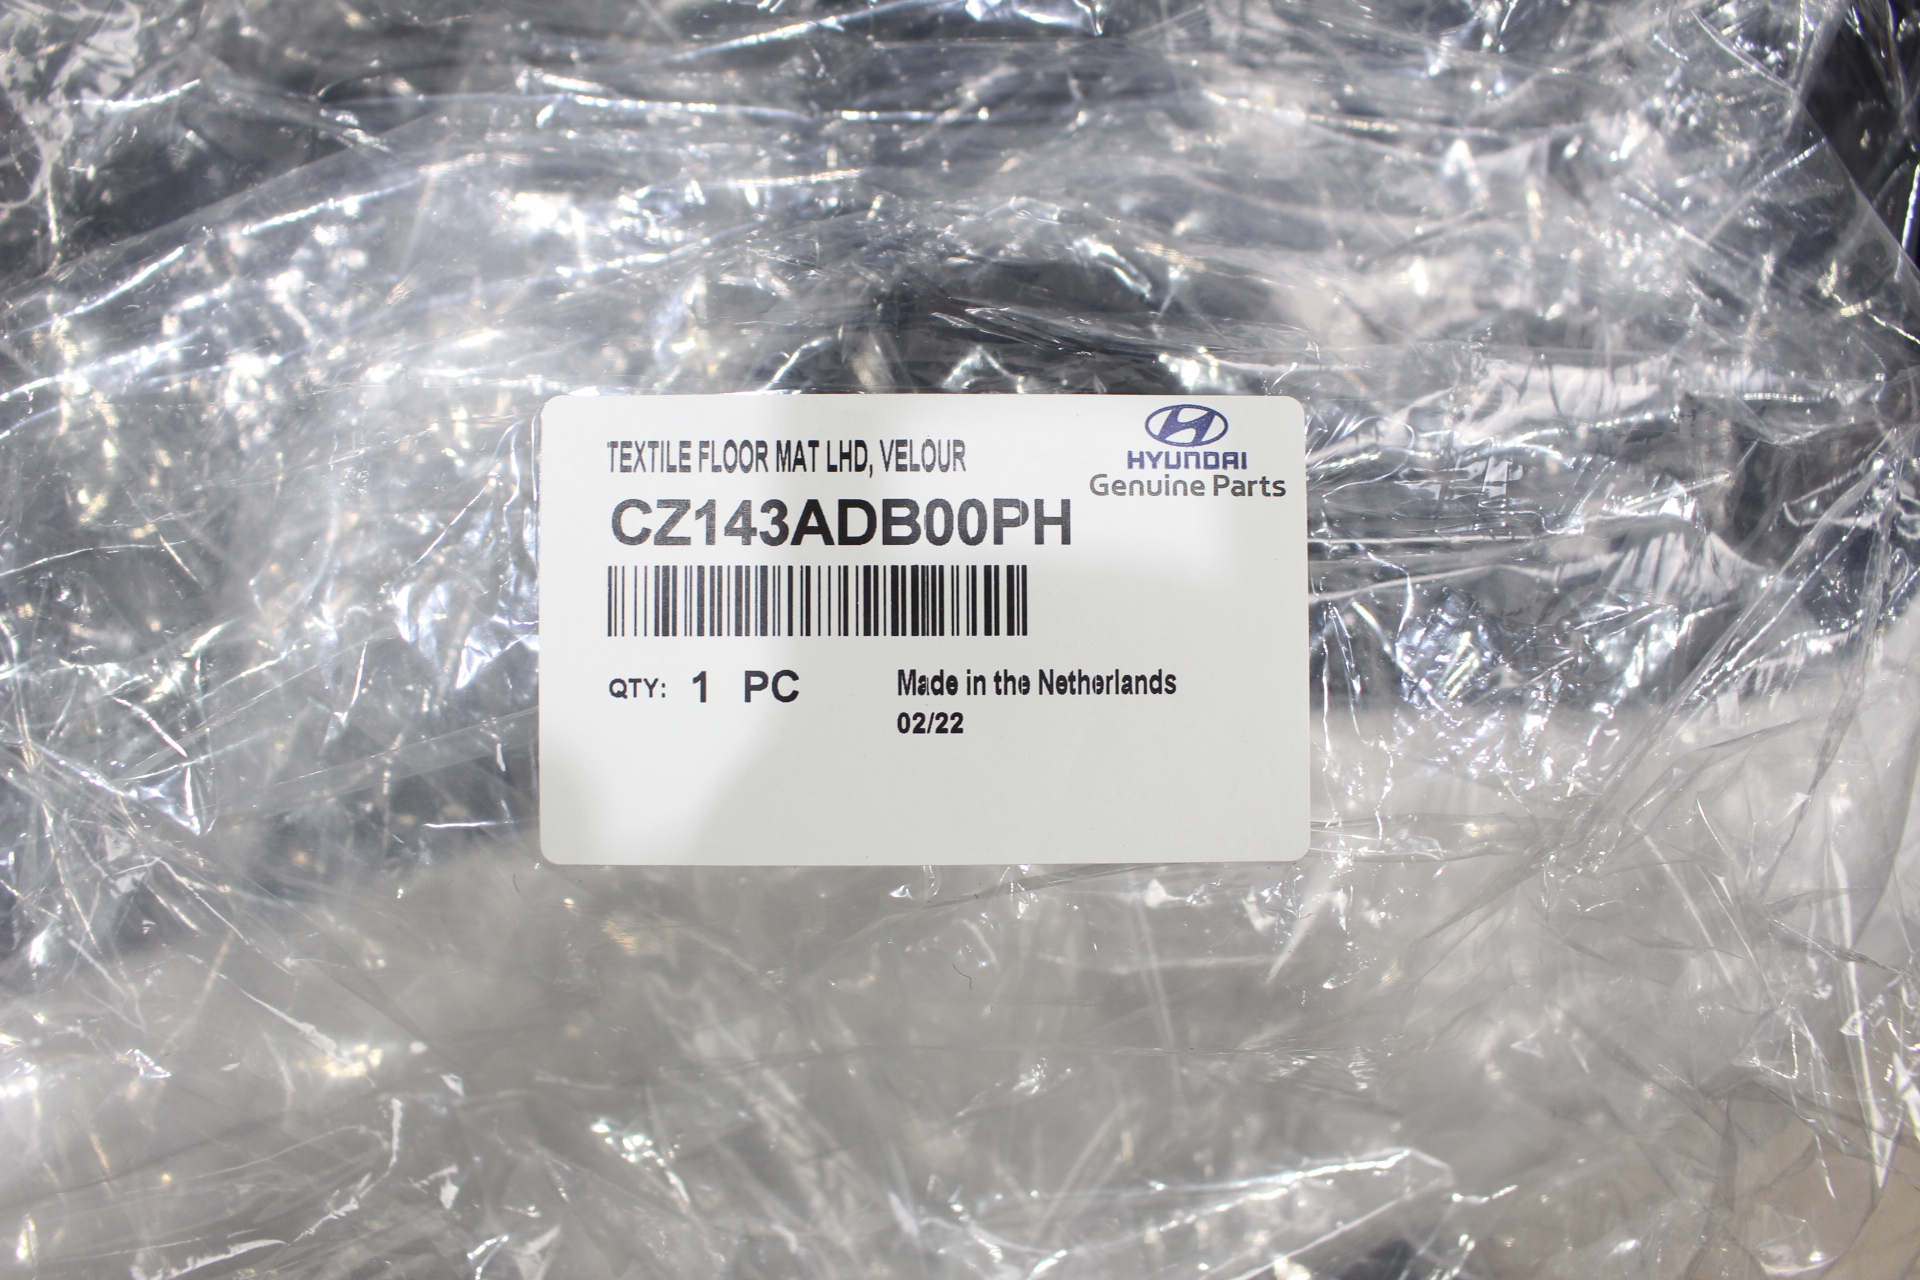 TEXTILE FLOOR MAT LHD, VELOUR
HYUNDAI
Genuine Parts
CZ143ADB00PH
QTY: 1 PC
Made in the Netherlands
02/22